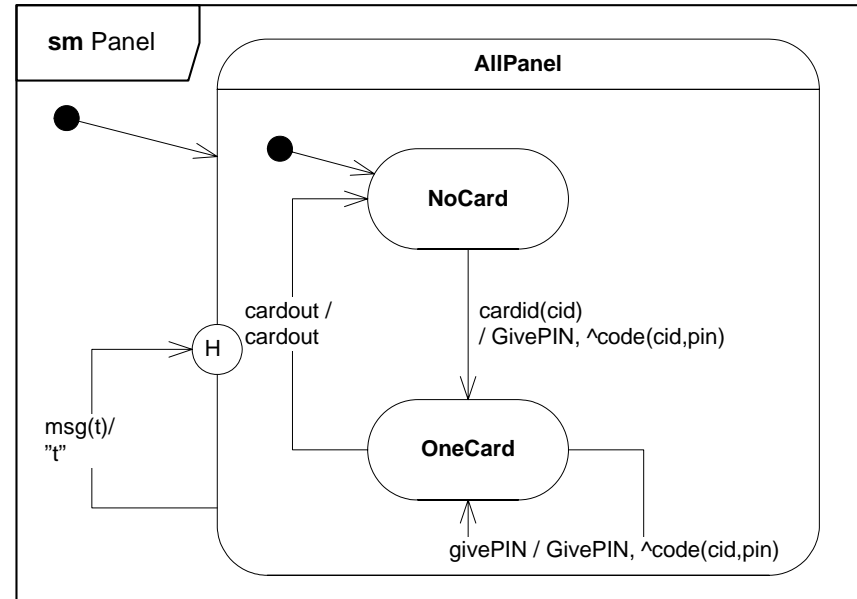 sm Panel
AllPanel
NoCard
cardout /
cardout
cardid(cid)
/ GivePIN, ^code(cid,pin)
H
msg(t)/
”t”
OneCard
givePIN / GivePIN, ^code(cid,pin)